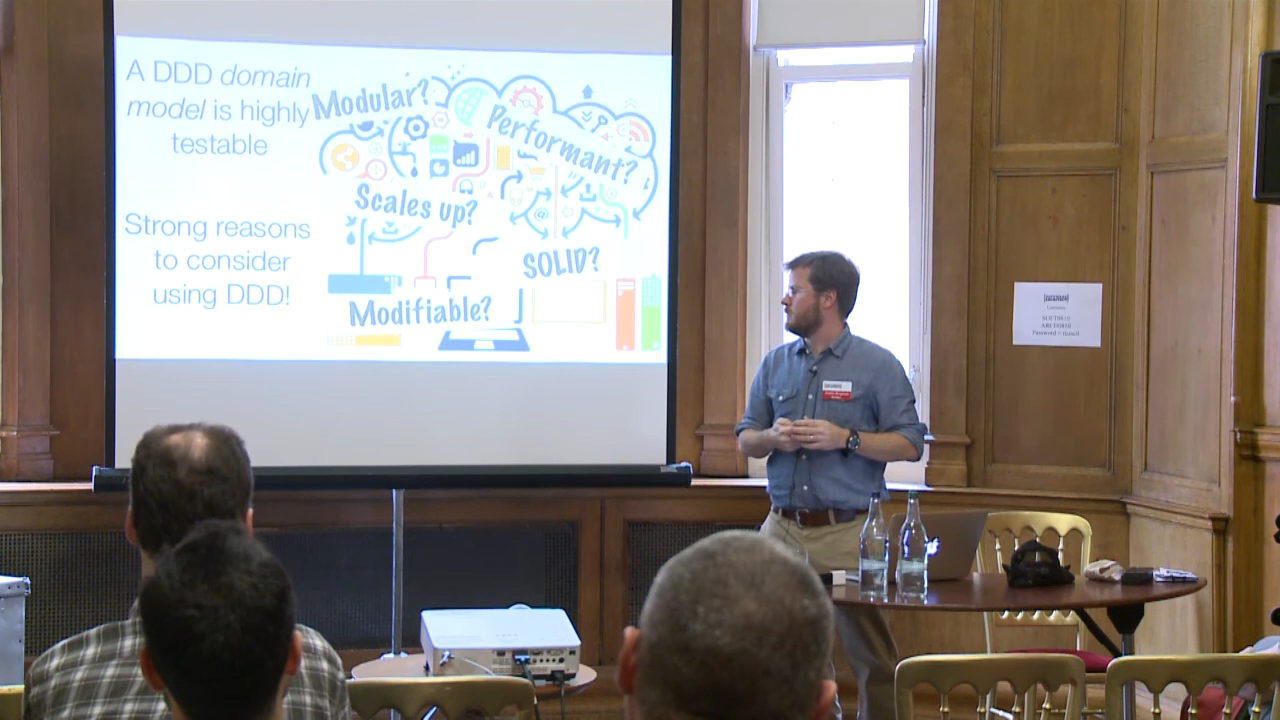 A DDD domain
model is highly
testable
Strong reasons
to consider
using DDD!
Modular?
Performant?
Scales up?
SOLID?
Modifiable?